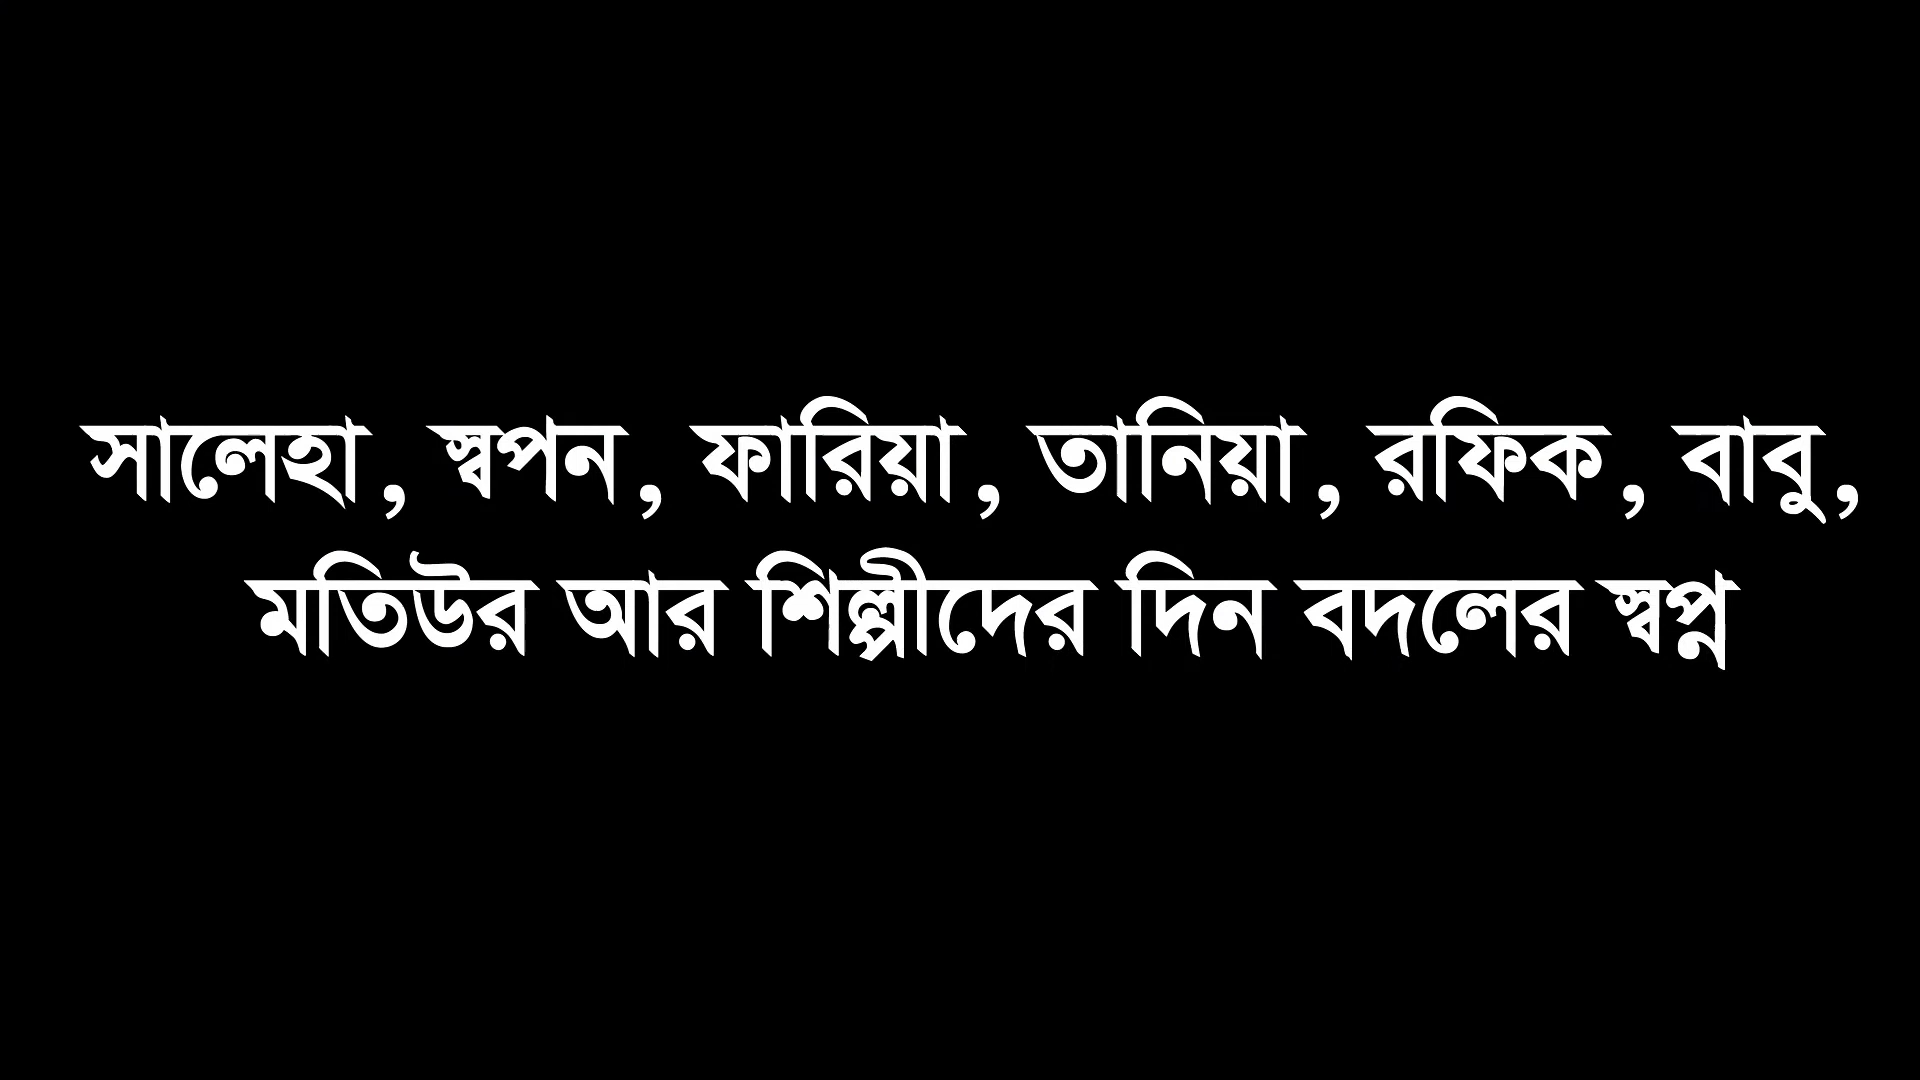 সালেহা, স্বপন, ফারিয়া, তানিয়া, রফিক, বাবু,
মতিউর আর শিল্পীদের দিন বদলের স্বপ্ন